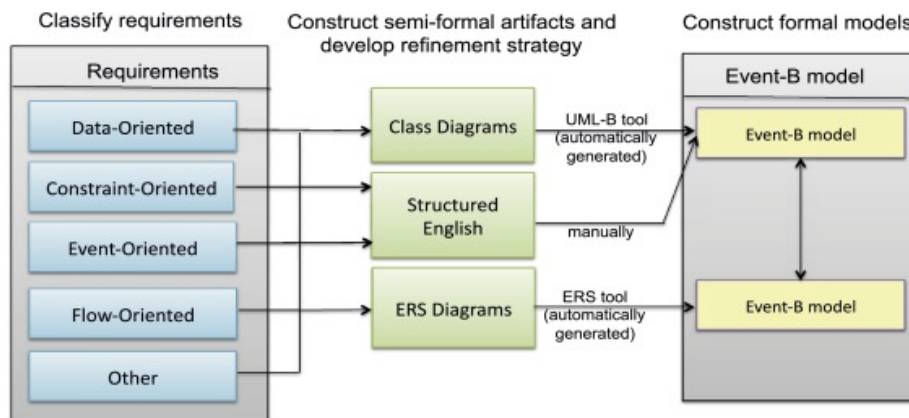 Classify requirements
Construct semi-formal artifacts and
develop refinement strategy
Construct formal models
Requirements
Data-Oriented
Constraint-Oriented
Event-Oriented
Flow-Oriented
Other
Class Diagrams
Structured
English
ERS Diagrams
UML-B tool
(automatically
generated)
manually
ERS tool
(automatically
generated)
Event-B model
Event-B model
Event-B model